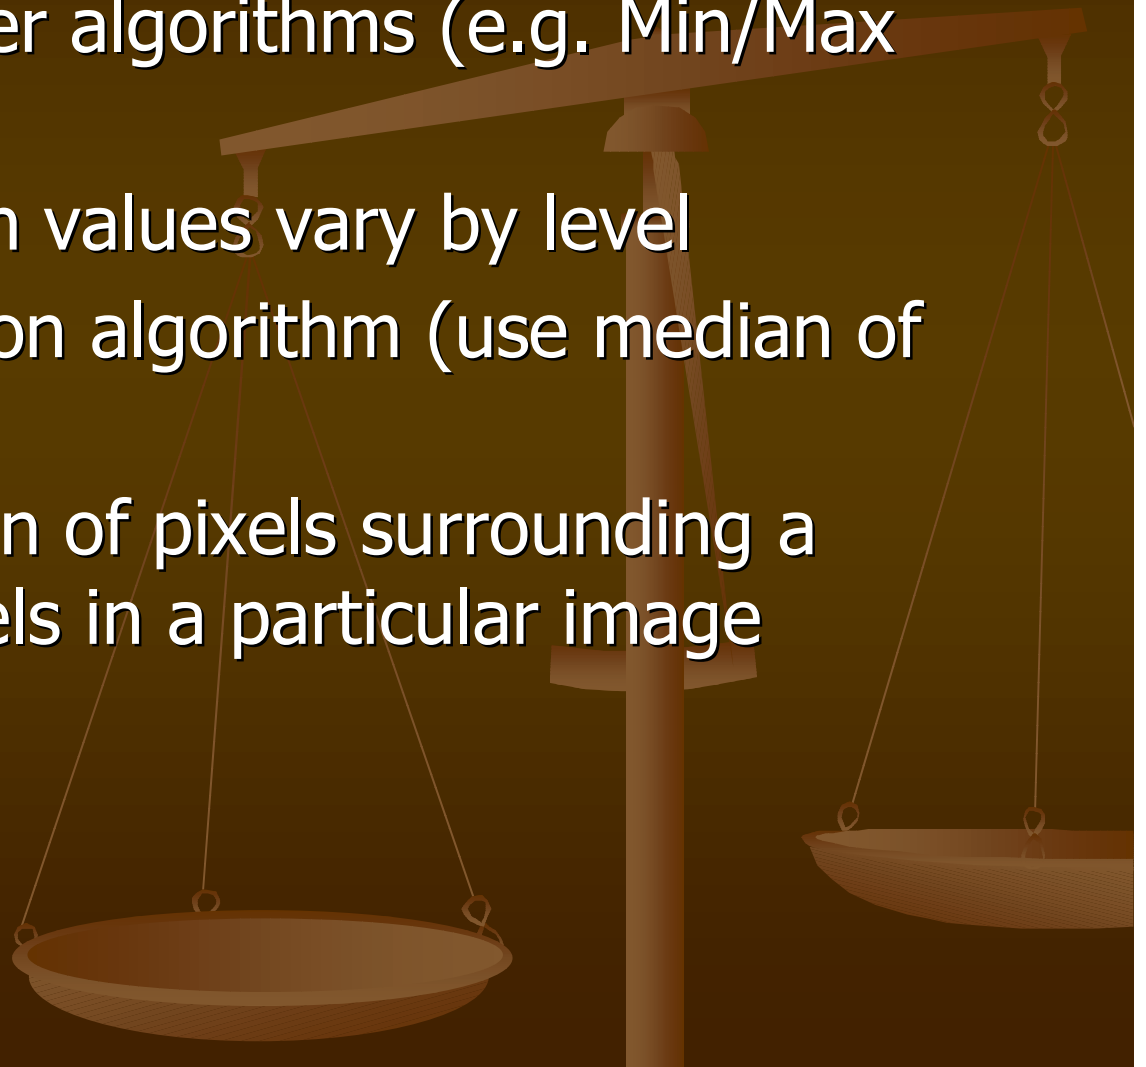 er algorithms (e.g. Min/Max
n values vary by level
on algorithm (use median of
n of pixels surrounding a
els in a particular image